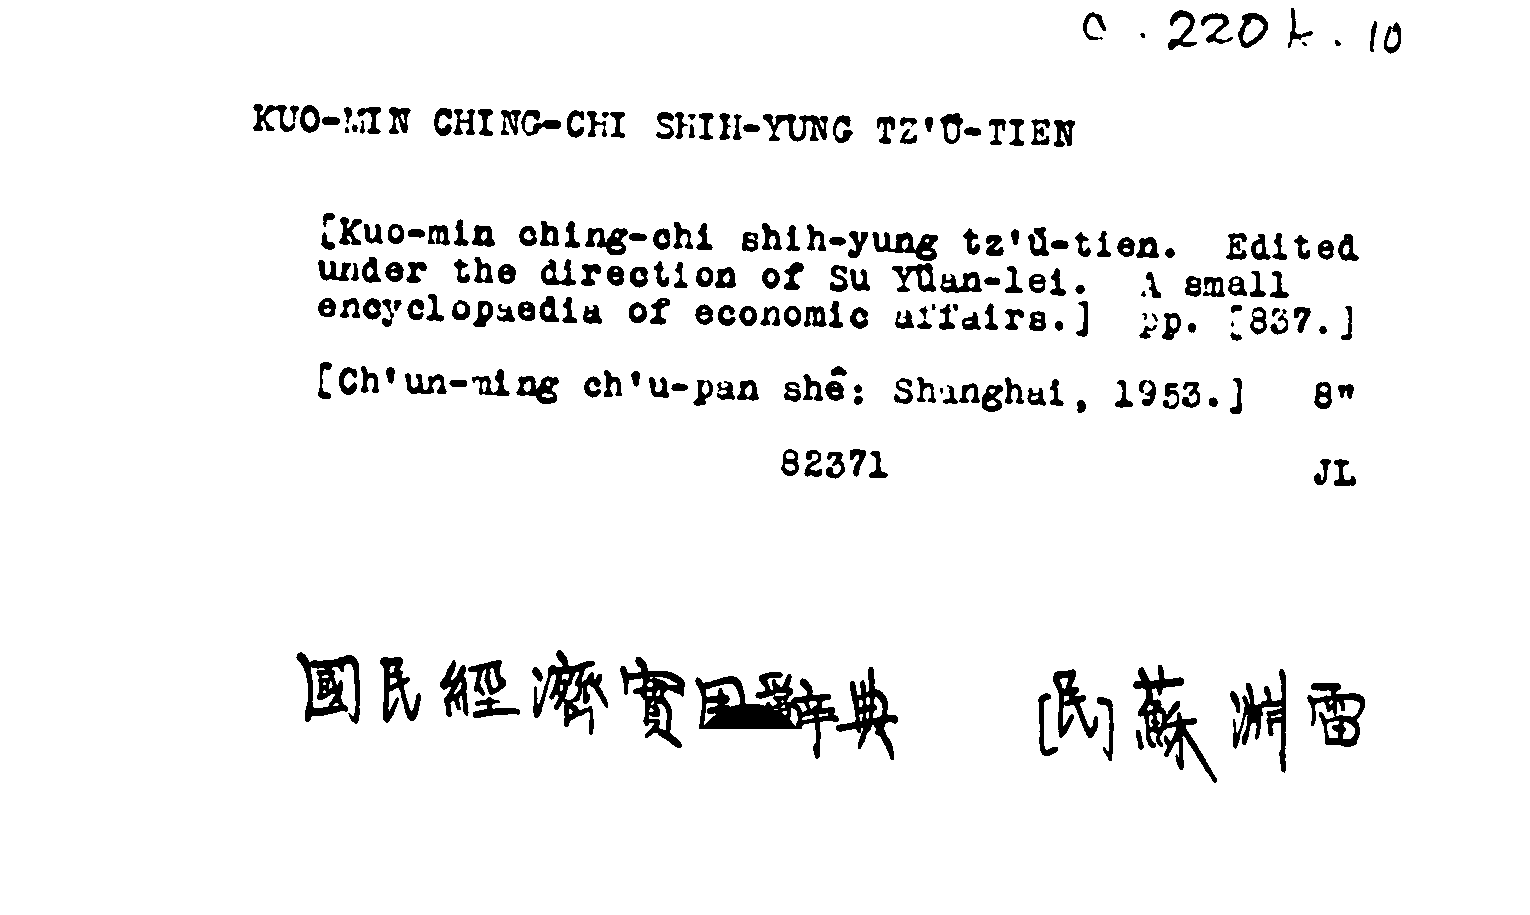 c. 220 k. 10
KUO-MIN CHING-CHI SHIH-YUNG TZ'Ŭ-TIEN
[Kuo-min ching-chi shih-yung tz'ŭ-tien. Edited
under the direction of Su Yüan-lei. A small
encyclopaedia of economic affairs.] pp. [837.]
[Ch'un-ming ch'u-pan shê: Shanghai, 1953.] 8"
82371 JL
國民經濟實用辭典 [民]蘇淵雷